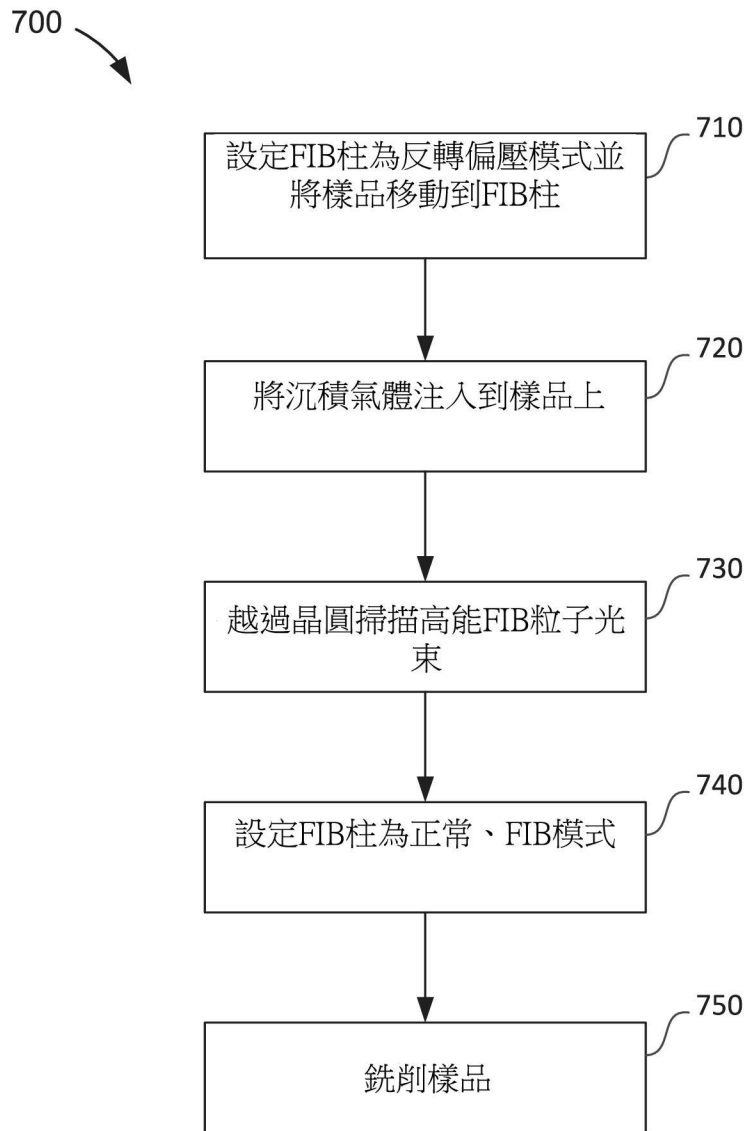 700
710
設定FIB柱為反轉偏壓模式並
將樣品移動到FIB柱
720
將沉積氣體注入到樣品上
730
越過晶圓掃描高能FIB粒子光
束
740
設定FIB柱為正常、FIB模式
750
銑削樣品